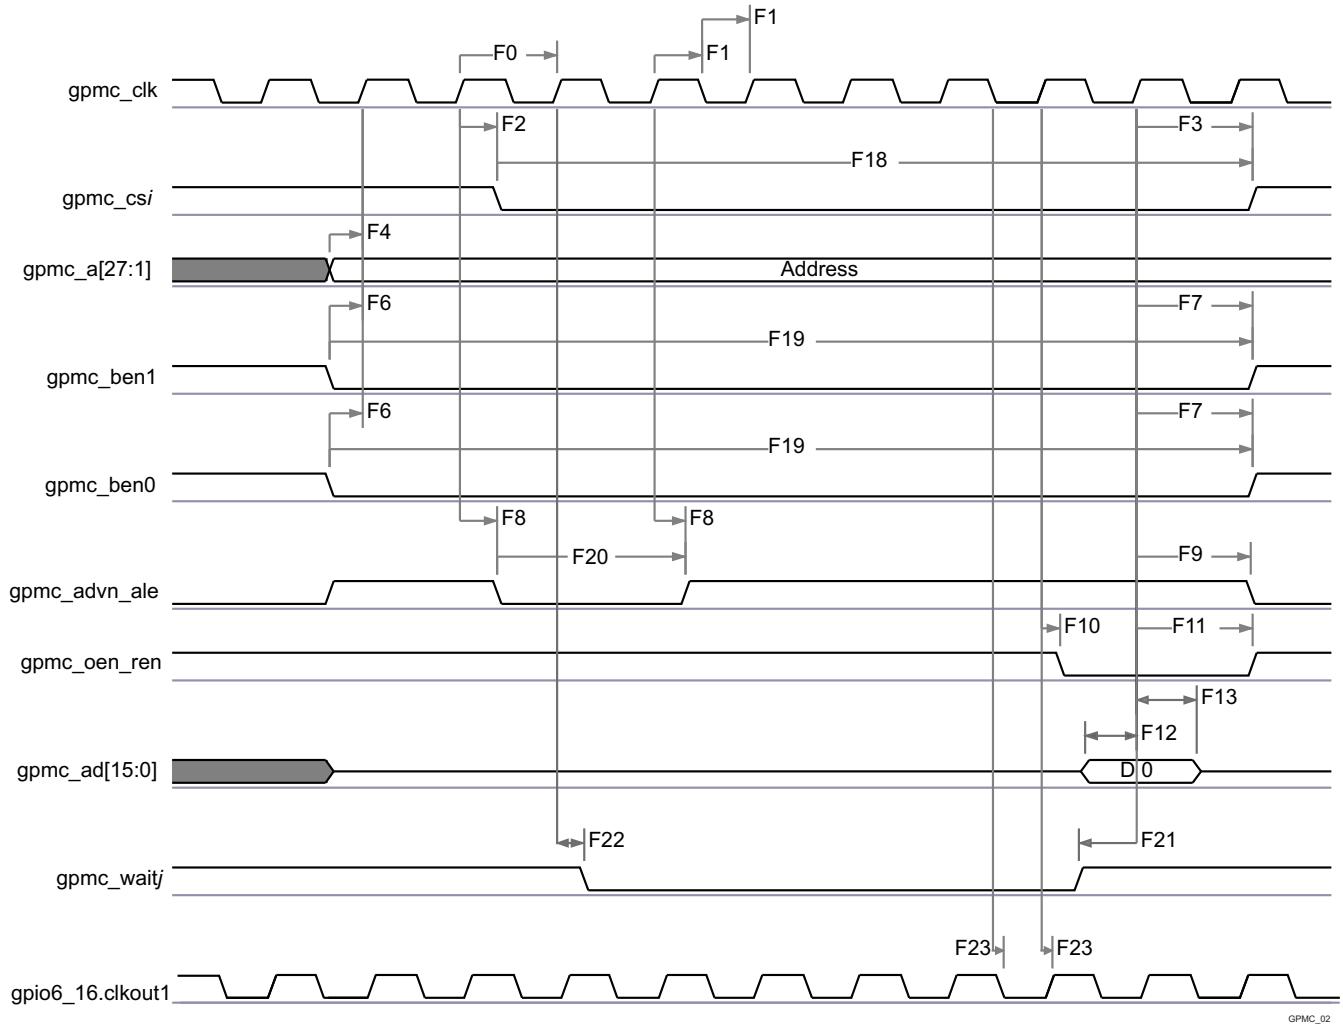 F1
F0 F1
gpmc_clk
F2 F3
F18
gpmc_csi
F4
gpmc_a[27:1] Address
F6 F7
F19
gpmc_ben1
F6 F7
F19
gpmc_ben0
F8 F8
F20 F9
gpmc_advn_ale
F10 F11
gpmc_oen_ren
F13
F12
gpmc_ad[15:0] D 0
F22 F21
gpmc_waitj
F23 F23
gpio6_16.clkout1
GPMC_02